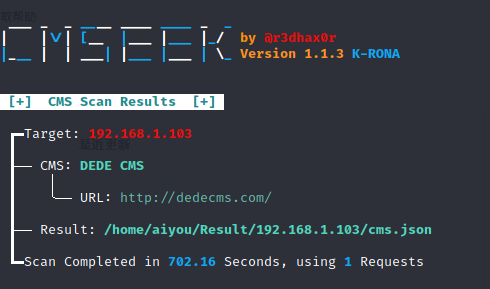 CMSEEK
by @r3dhax0r
Version 1.1.3 K-RONA
[+] CMS Scan Results [+]
Target: 192.168.1.103
CMS: DEDE CMS
URL: http://dedecms.com/
Result: /home/aiyou/Result/192.168.1.103/cms.json
Scan Completed in 702.16 Seconds, using 1 Requests